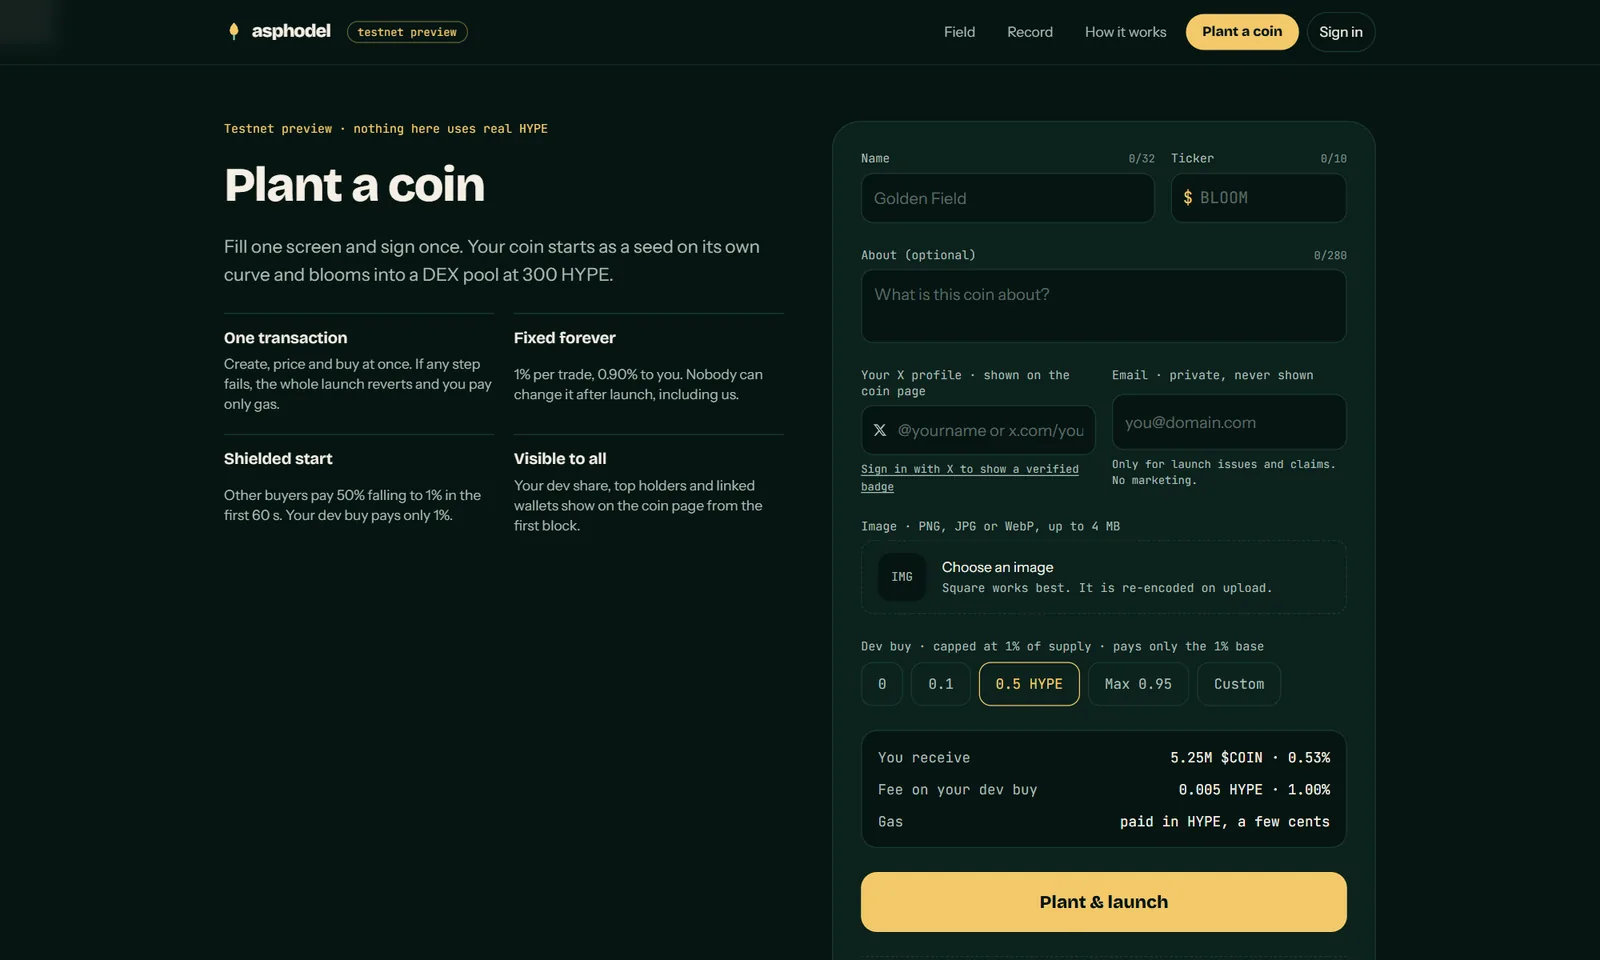 asphodel
testnet preview
Field
Record
How it works
Plant a coin
Sign in
Testnet preview · nothing here uses real HYPE
Plant a coin
Fill one screen and sign once. Your coin starts as a seed on its own
curve and blooms into a DEX pool at 300 HYPE.
One transaction
Create, price and buy at once. If any step
fails, the whole launch reverts and you pay
only gas.
Fixed forever
1% per trade, 0.90% to you. Nobody can
change it after launch, including us.
Shielded start
Other buyers pay 50% falling to 1% in the
first 60 s. Your dev buy pays only 1%.
Visible to all
Your dev share, top holders and linked
wallets show on the coin page from the
first block.
Name 0/32
Golden Field
Ticker 0/10
$ BLOOM
About (optional) 0/280
What is this coin about?
Your X profile · shown on the
coin page
@yourname or x.com/you
Sign in with X to show a verified
badge
Email · private, never shown
you@domain.com
Only for launch issues and claims.
No marketing.
Image · PNG, JPG or WebP, up to 4 MB
IMG
Choose an image
Square works best. It is re-encoded on upload.
Dev buy · capped at 1% of supply · pays only the 1% base
0
0.1
0.5 HYPE
Max 0.95
Custom
You receive 5.25M $COIN · 0.53%
Fee on your dev buy 0.005 HYPE · 1.00%
Gas paid in HYPE, a few cents
Plant & launch